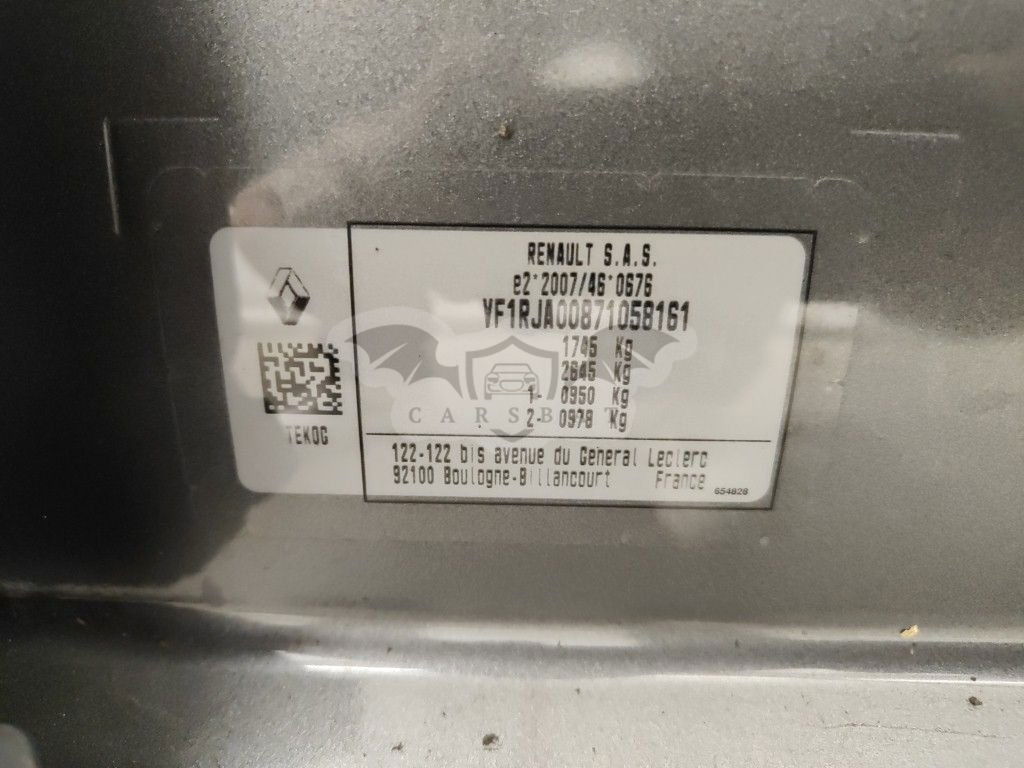 RENAULT S.A.S.
e2*2007/46*0676
VF1RJA00871058161
1745 Kg
2645 Kg
1- 0950 Kg
2- 0978 Kg
TEKOG
CARSBAT
122-122 bis avenue du General Leclerc
92100 Boulogne-Billancourt France
654828